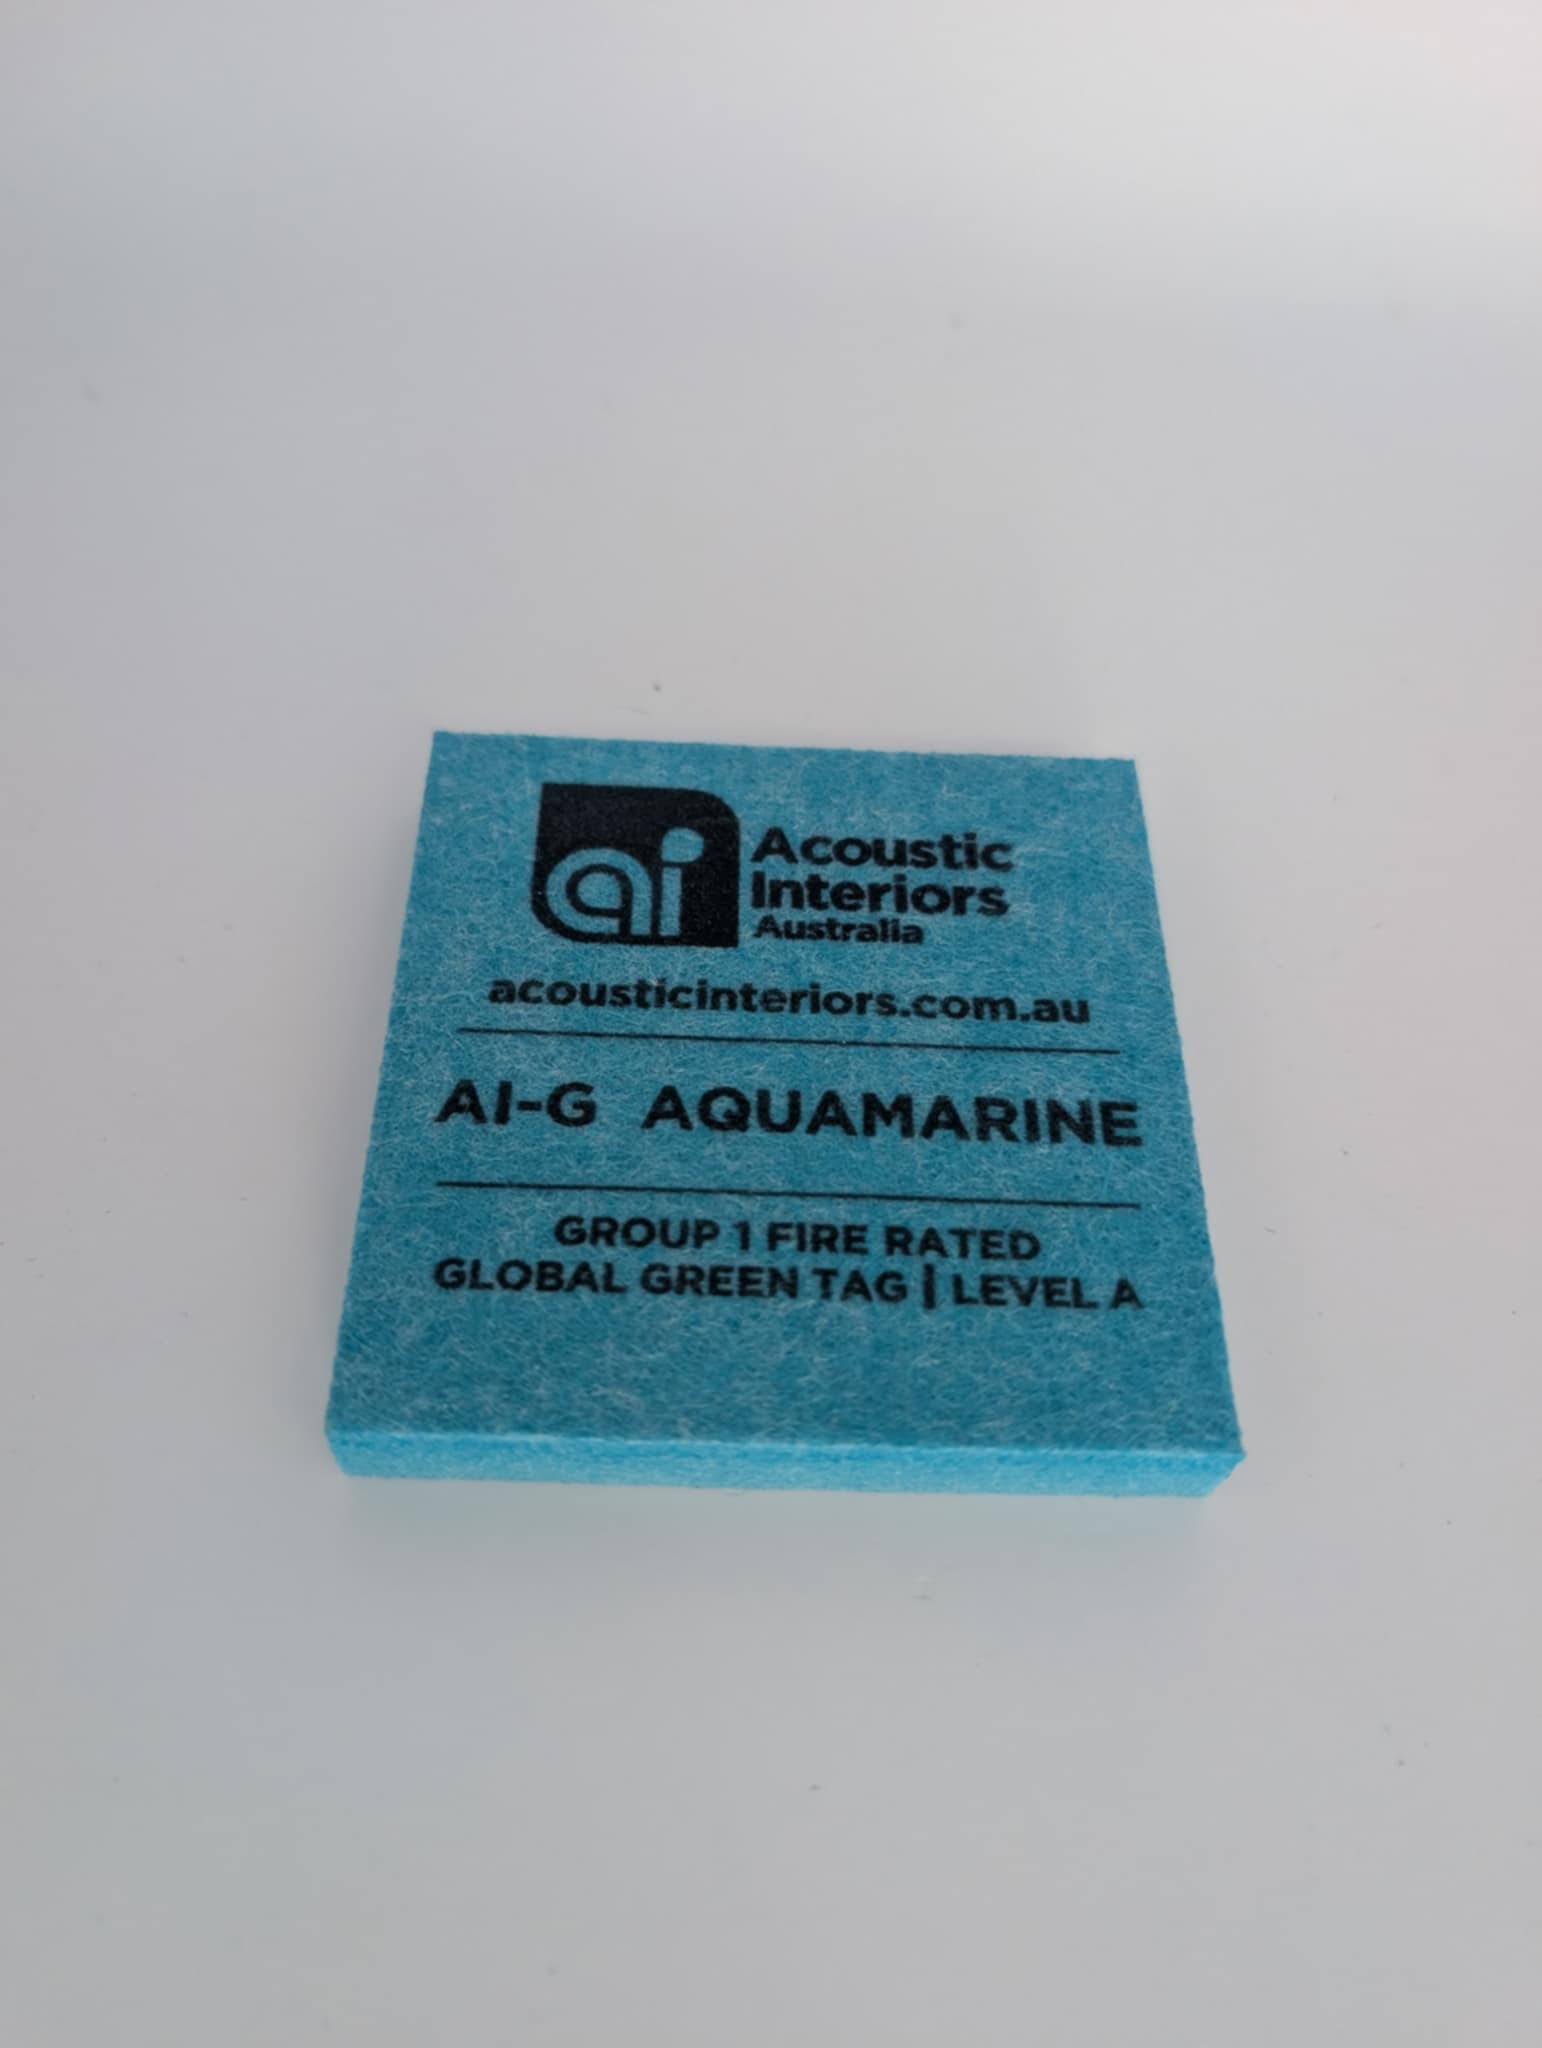 ai
Acoustic
Interiors
Australia
acousticinteriors.com.au
AI-G AQUAMARINE
GROUP 1 FIRE RATED
GLOBAL GREEN TAG | LEVEL A